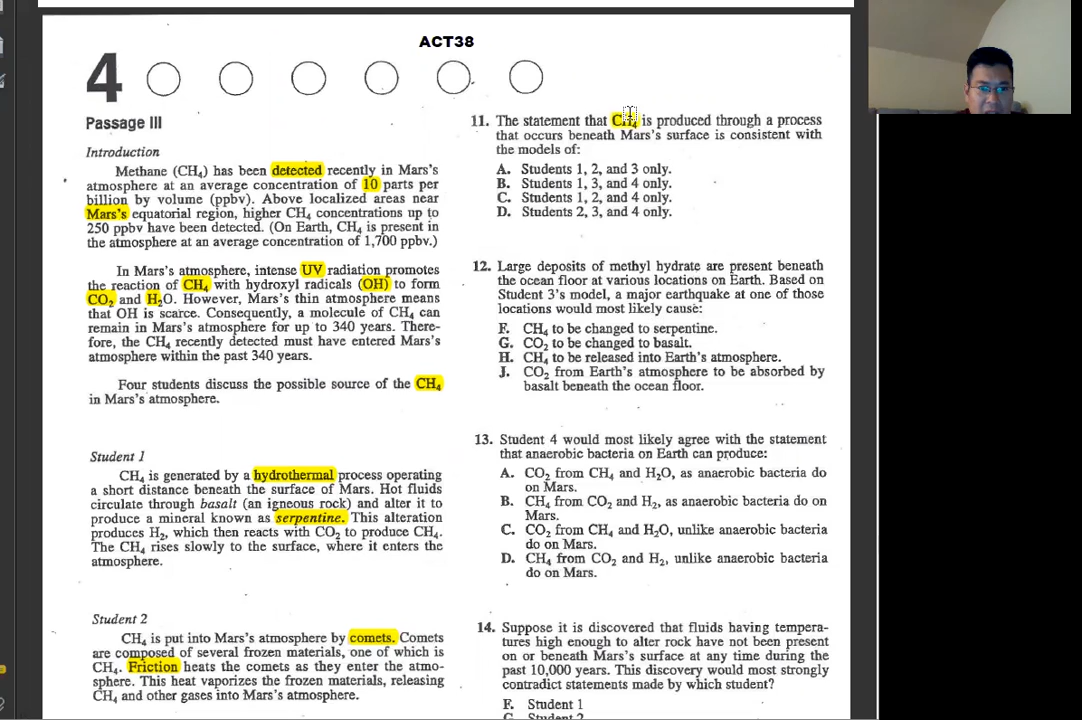 ACT38
4
Passage III
Introduction
Methane (CH4) has been detected recently in Mars's
atmosphere at an average concentration of 10 parts per
billion by volume (ppbv). Above localized areas near
Mars's equatorial region, higher CH4 concentrations up to
250 ppbv have been detected. (On Earth, CH4 is present in
the atmosphere at an average concentration of 1,700 ppbv.)
In Mars's atmosphere, intense UV radiation promotes
the reaction of CH4 with hydroxyl radicals (OH) to form
CO2 and H2O. However, Mars's thin atmosphere means
that OH is scarce. Consequently, a molecule of CH4 can
remain in Mars's atmosphere for up to 340 years. There-
fore, the CH4 recently detected must have entered Mars's
atmosphere within the past 340 years.
Four students discuss the possible source of the CH4
in Mars's atmosphere.
Student 1
CH4 is generated by a hydrothermal process operating
a short distance beneath the surface of Mars. Hot fluids
circulate through basalt (an igneous rock) and alter it to
produce a mineral known as serpentine. This alteration
produces H2, which then reacts with CO2 to produce CH4.
The CH4 rises slowly to the surface, where it enters the
atmosphere.
Student 2
CH4 is put into Mars's atmosphere by comets. Comets
are composed of several frozen materials, one of which is
CH4. Friction heats the comets as they enter the atmo-
sphere. This heat vaporizes the frozen materials, releasing
CH4 and other gases into Mars's atmosphere.
11. The statement that CH4 is produced through a process
that occurs beneath Mars's surface is consistent with
the models of:
A. Students 1, 2, and 3 only.
B. Students 1, 3, and 4 only.
C. Students 1, 2, and 4 only.
D. Students 2, 3, and 4 only.
12. Large deposits of methyl hydrate are present beneath
the ocean floor at various locations on Earth. Based on
Student 3's model, a major earthquake at one of those
locations would most likely cause:
F. CH4 to be changed to serpentine.
G. CO2 to be changed to basalt.
H. CH4 to be released into Earth's atmosphere.
J. CO2 from Earth's atmosphere to be absorbed by
basalt beneath the ocean floor.
13. Student 4 would most likely agree with the statement
that anaerobic bacteria on Earth can produce:
A. CO2 from CH4 and H2O, as anaerobic bacteria do
on Mars.
B. CH4 from CO2 and H2, as anaerobic bacteria do on
Mars.
C. CO2 from CH4 and H2O, unlike anaerobic bacteria
do on Mars.
D. CH4 from CO2 and H2, unlike anaerobic bacteria
do on Mars.
14. Suppose it is discovered that fluids having tempera-
tures high enough to alter rock have not been present
on or beneath Mars's surface at any time during the
past 10,000 years. This discovery would most strongly
contradict statements made by which student?
F. Student 1
G. Student 2